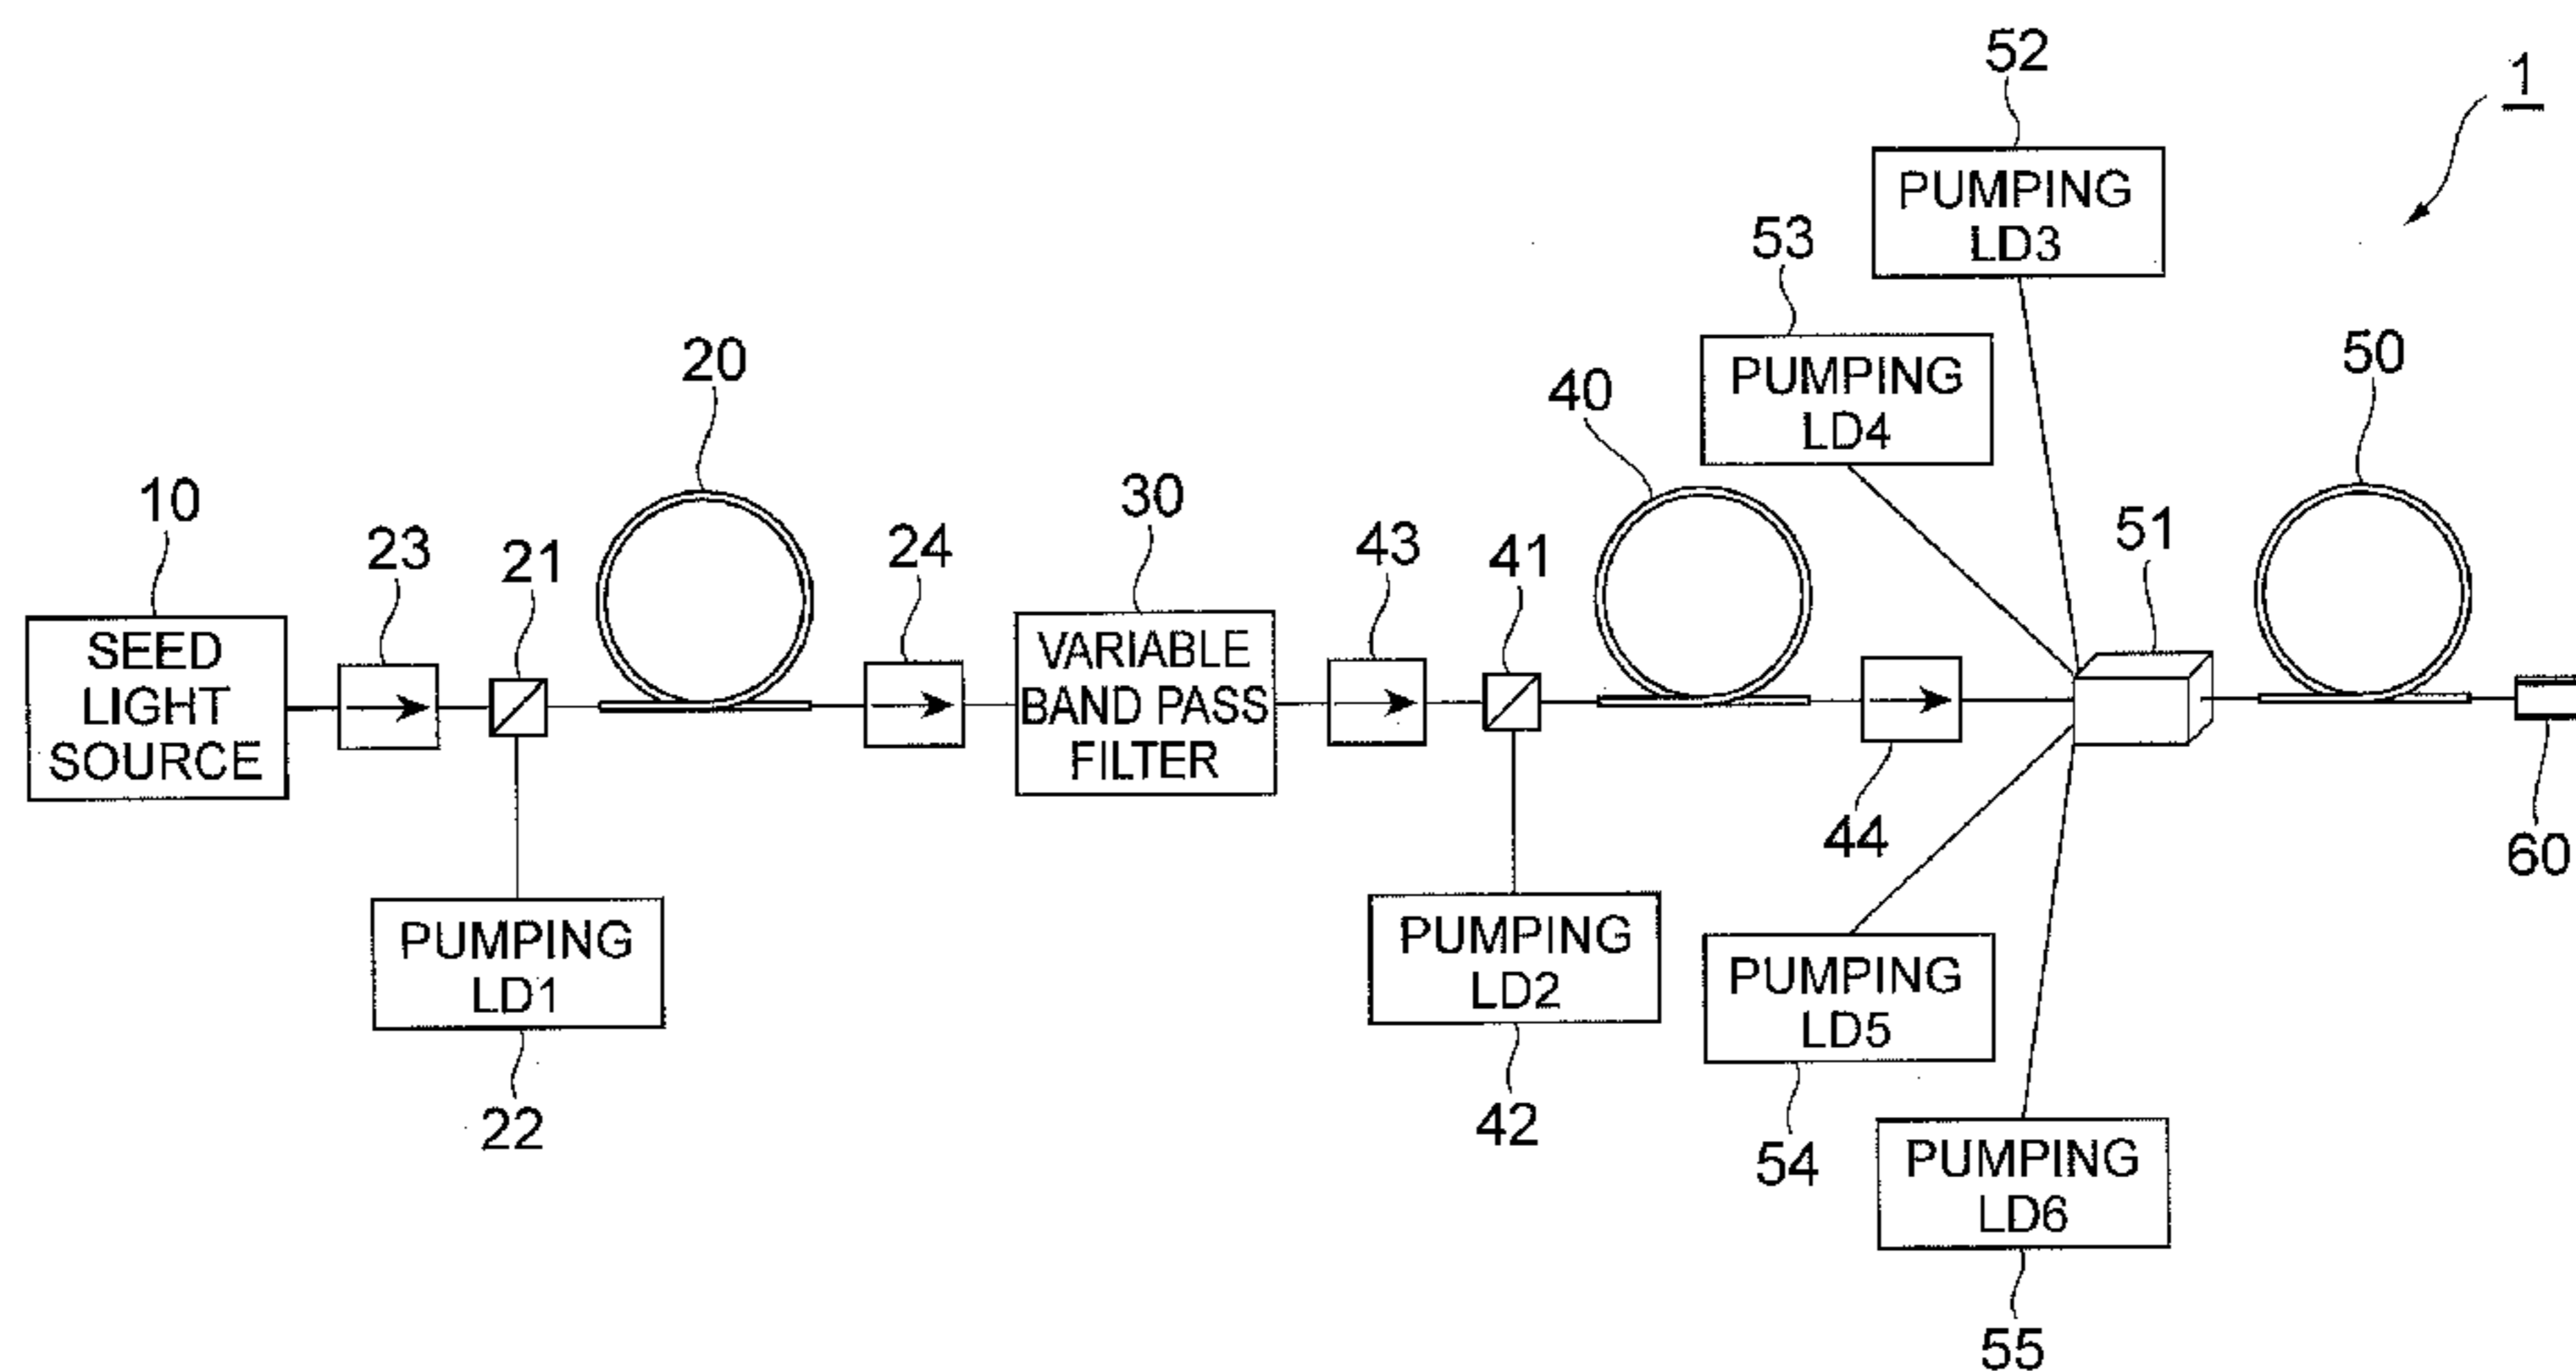 52
1
PUMPING
LD3
53
PUMPING
LD4
20
40
50
10
23
21
24
30
43
41
51
SEED
LIGHT
SOURCE
VARIABLE
BAND PASS
FILTER
44
60
PUMPING
LD1
22
PUMPING
LD2
42
PUMPING
LD5
54
PUMPING
LD6
55